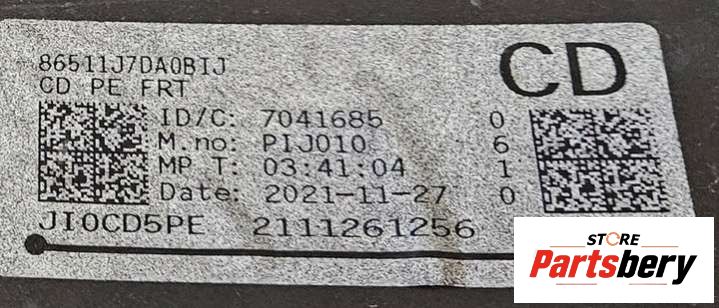 86511J7DA0BIJ
CD PE FRT
CD
ID/C: 7041685 0
M.no: PIJ010 6
MP T: 03:41:04 1
Date: 2021-11-27 0
JI0CD5PE 2111261256
STORE
Partsbery